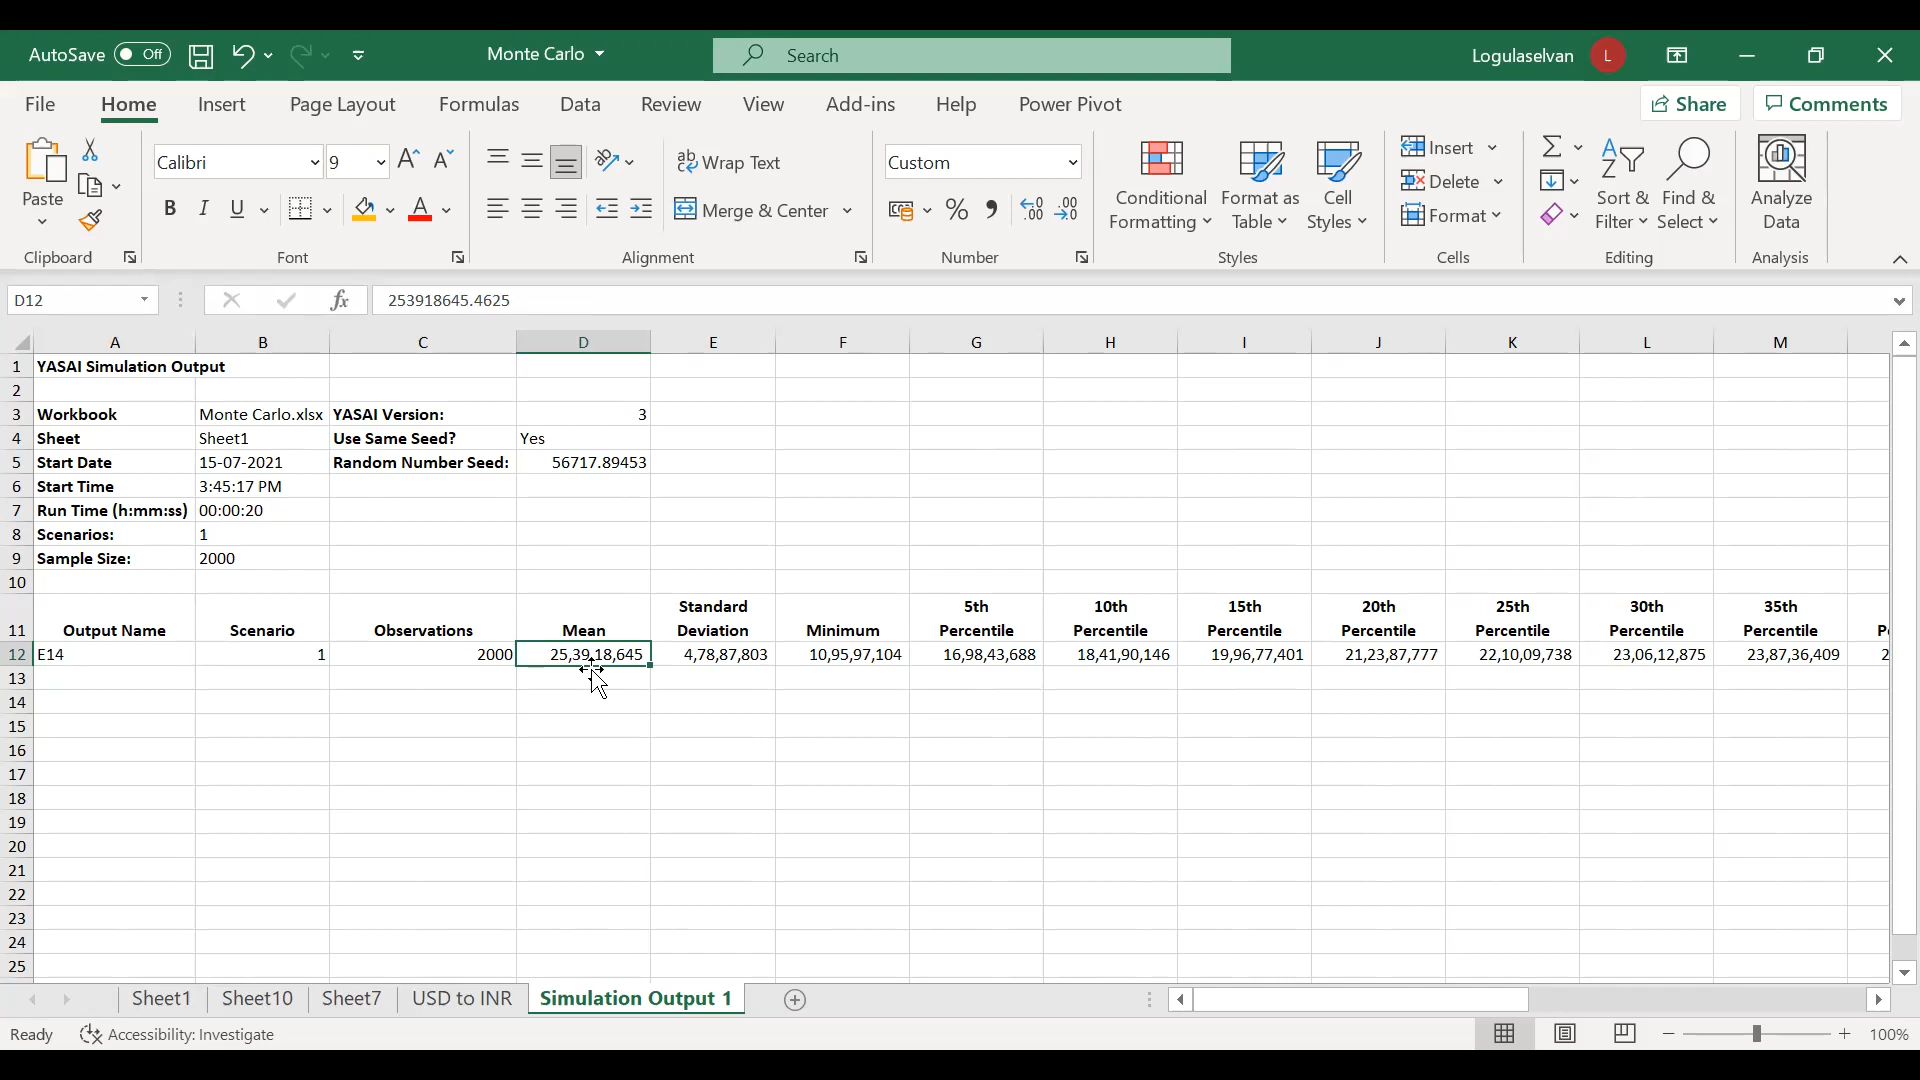 AutoSave Off Monte Carlo Search Logulaselvan L
File Home Insert Page Layout Formulas Data Review View Add-ins Help Power Pivot Share Comments
Paste Calibri 9 Wrap Text Custom Conditional Formatting Format as Table Cell Styles Insert Delete Format Sort & Filter Find & Select Analyze Data
B I U Merge & Center
Clipboard Font Alignment Number Styles Cells Editing Analysis
D12 fx 253918645.4625
A B C D E F G H I J K L M
1 YASAI Simulation Output
2
3 Workbook Monte Carlo.xlsx YASAI Version: 3
4 Sheet Sheet1 Use Same Seed? Yes
5 Start Date 15-07-2021 Random Number Seed: 56717.89453
6 Start Time 3:45:17 PM
7 Run Time (h:mm:ss) 00:00:20
8 Scenarios: 1
9 Sample Size: 2000
10
Standard 5th 10th 15th 20th 25th 30th 35th
11 Output Name Scenario Observations Mean Deviation Minimum Percentile Percentile Percentile Percentile Percentile Percentile Percentile
12 E14 1 2000 25,39,18,645 4,78,87,803 10,95,97,104 16,98,43,688 18,41,90,146 19,96,77,401 21,23,87,777 22,10,09,738 23,06,12,875 23,87,36,409 2
13
14
15
16
17
18
19
20
21
22
23
24
25
Sheet1 Sheet10 Sheet7 USD to INR Simulation Output 1
Ready Accessibility: Investigate 100%